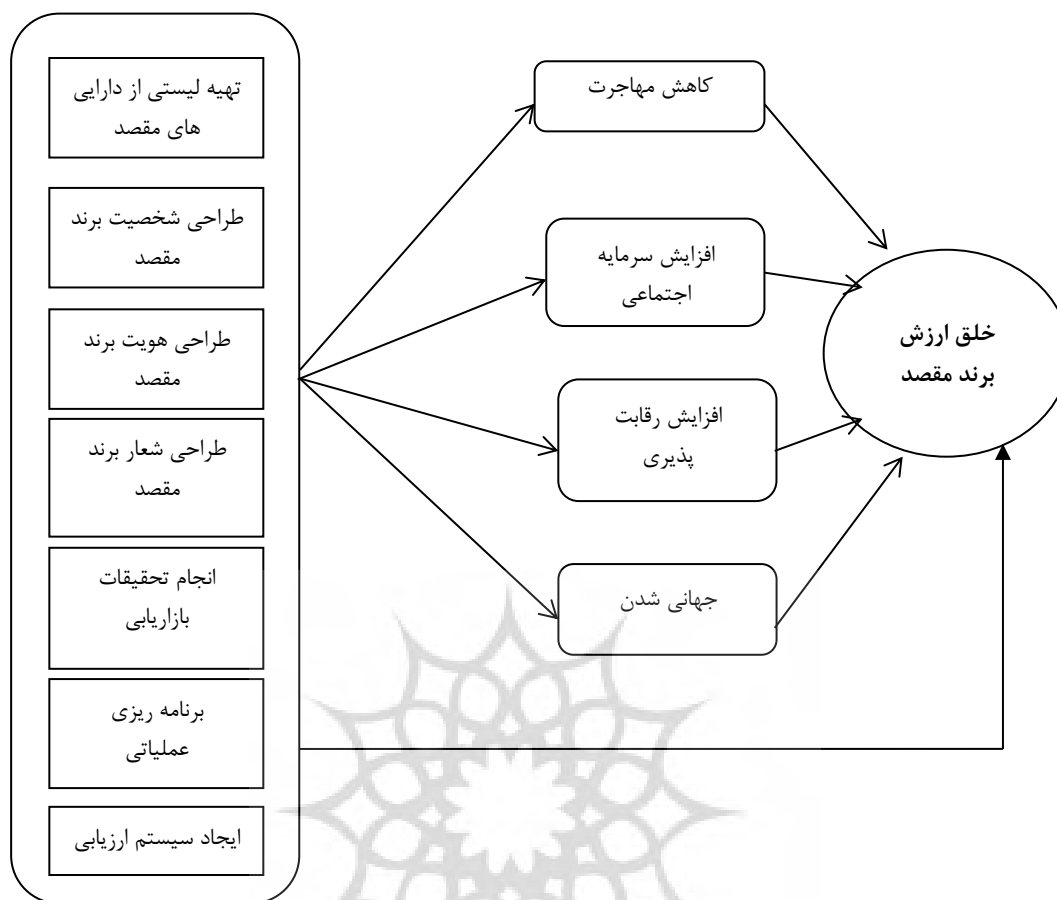 تهیه لیستی از دارایی
های مقصد
طراحی شخصیت برند
مقصد
طراحی هویت برند
مقصد
طراحی شعار برند
مقصد
انجام تحقیقات
بازاریابی
برنامه ریزی
عملیاتی
ایجاد سیستم ارزیابی
کاهش مهاجرت
افزایش سرمایه
اجتماعی
افزایش رقابت
پذیری
جهانی شدن
خلق ارزش
برند مقصد